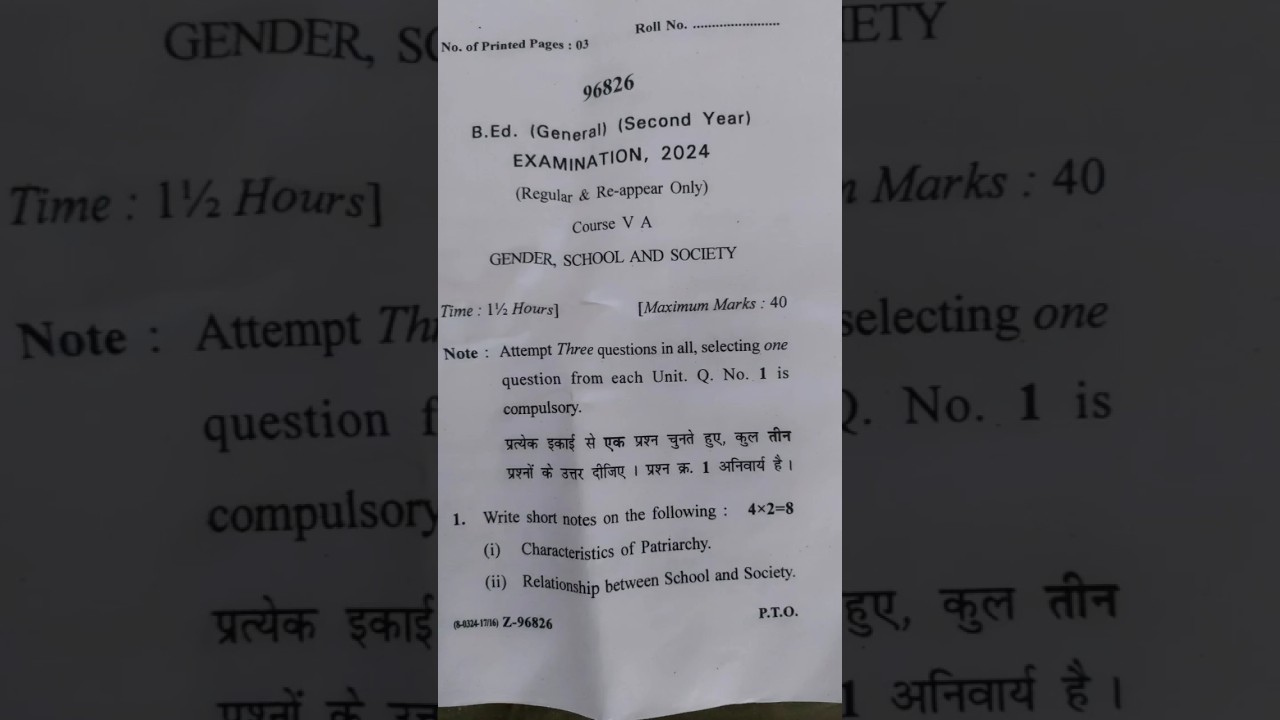 Roll No. ........................
No. of Printed Pages : 03
96826
B.Ed. (General) (Second Year)
EXAMINATION, 2024
(Regular & Re-appear Only)
Course V A
GENDER, SCHOOL AND SOCIETY
Time : 1½ Hours] [Maximum Marks : 40
Note : Attempt Three questions in all, selecting one
question from each Unit. Q. No. 1 is
compulsory.
प्रत्येक इकाई से एक प्रश्न चुनते हुए, कुल तीन
प्रश्नों के उत्तर दीजिए । प्रश्न क्र. 1 अनिवार्य है ।
1. Write short notes on the following : 4×2=8
(i) Characteristics of Patriarchy.
(ii) Relationship between School and Society.
(8-0324-17/16) Z-96826 P.T.O.